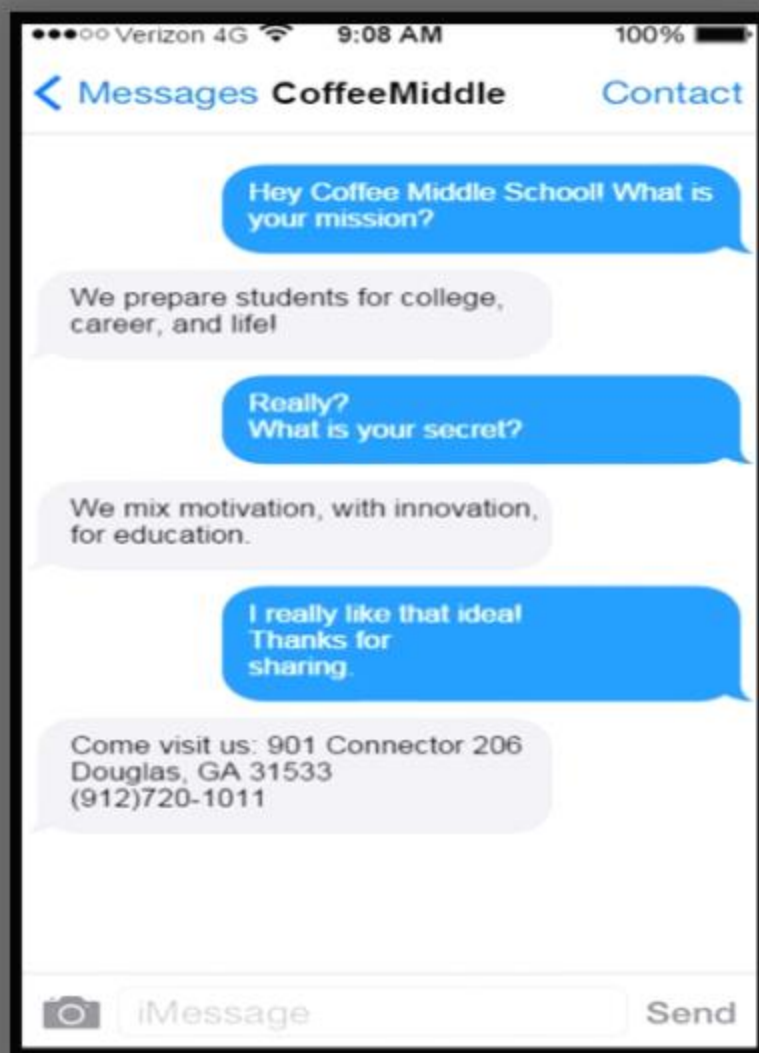 Verizon 4G 9:08 AM 100%
Messages CoffeeMiddle Contact
Hey Coffee Middle School! What is
your mission?
We prepare students for college,
career, and life!
Really?
What is your secret?
We mix motivation, with innovation,
for education.
I really like that idea!
Thanks for
sharing.
Come visit us: 901 Connector 206
Douglas, GA 31533
(912)720-1011
iMessage Send